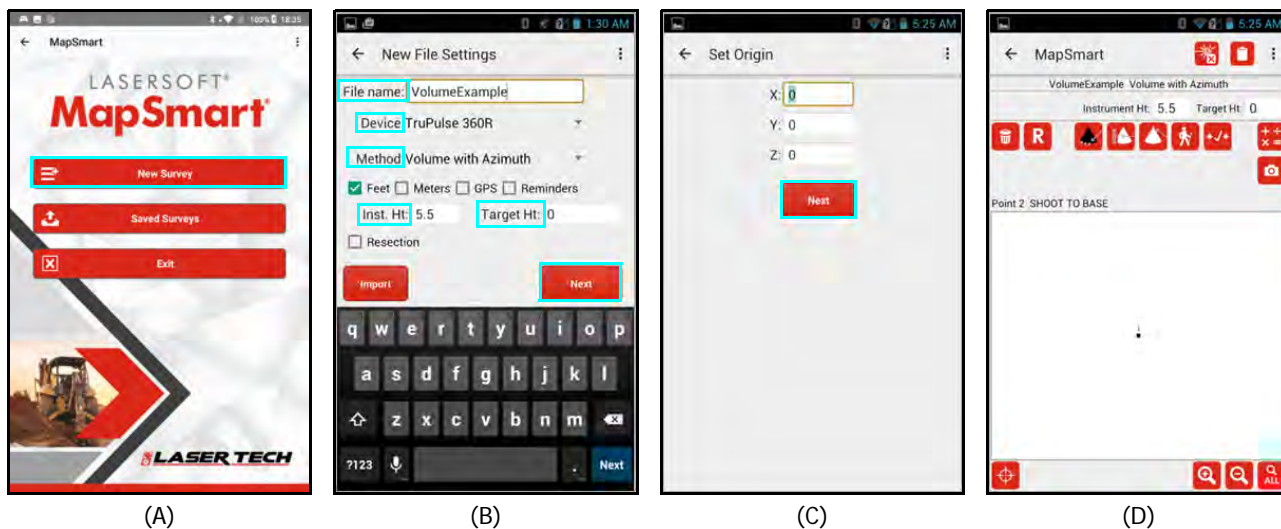 100% 18:35
MapSmart
LASERSOFT®
MapSmart®
New Survey
Saved Surveys
Exit
LASER TECH
(A)
1:30 AM
New File Settings
File name: VolumeExample
Device TruPulse 360R
Method Volume with Azimuth
Feet Meters GPS Reminders
Inst. Ht: 5.5 Target Ht: 0
Resection
Import Next
q w e r t y u i o p
a s d f g h j k l
z x c v b n m
?123 . Next
(B)
5:25 AM
Set Origin
X: 0
Y: 0
Z: 0
Next
(C)
5:25 AM
MapSmart
VolumeExample Volume with Azimuth
Instrument Ht: 5.5 Target Ht: 0
R
Point 2 SHOOT TO BASE
1
ALL
(D)